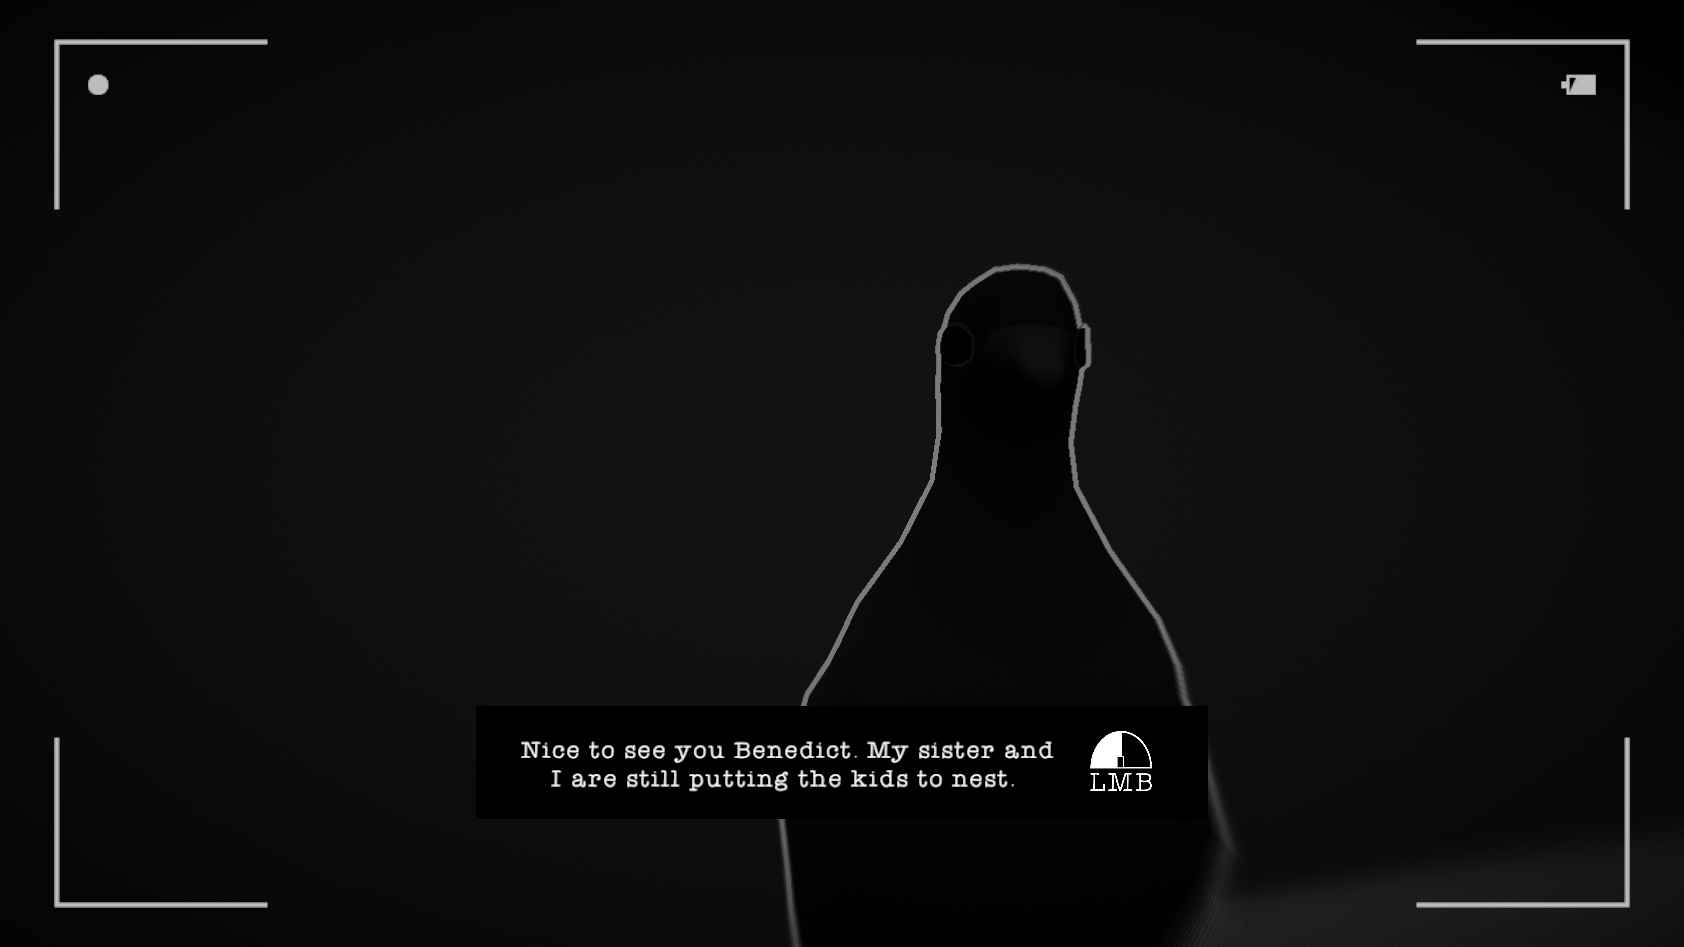 Nice to see you Benedict. My sister and
I are still putting the kids to nest.
LMB